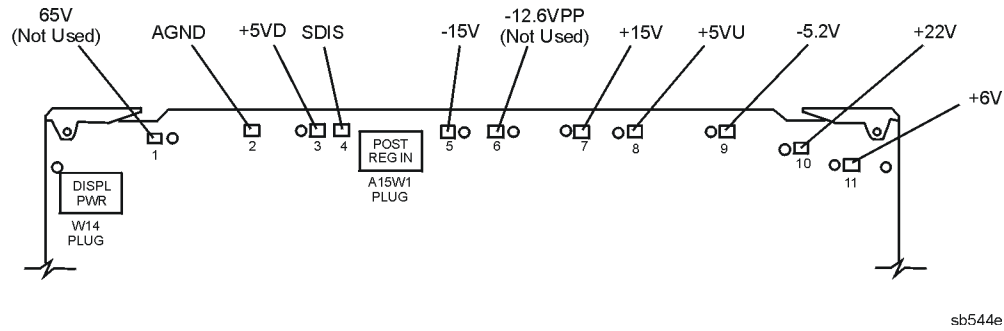 65V
(Not Used)
AGND
+5VD
SDIS
-15V
-12.6VPP
(Not Used)
+15V
+5VU
-5.2V
+22V
+6V
1
2
3
4
5
6
7
8
9
10
11
POST
REG IN
A15W1
PLUG
DISPL
PWR
W14
PLUG
sb544e